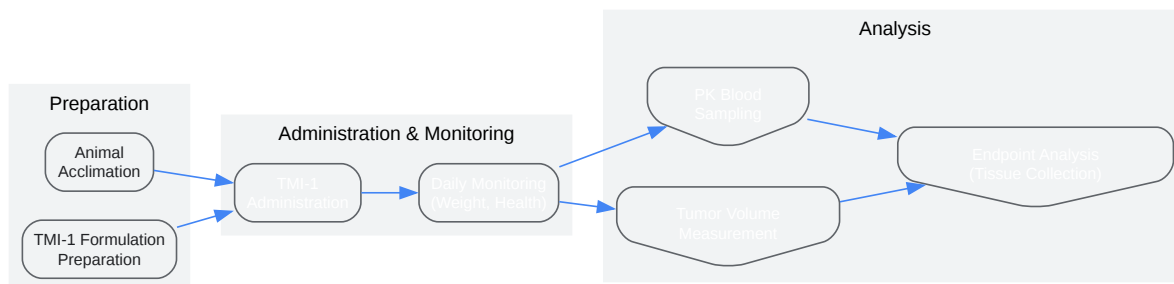 Preparation
Animal
Acclimation
TMI-1 Formulation
Preparation
Administration & Monitoring
TMI-1
Administration
Daily Monitoring
(Weight, Health)
Analysis
PK Blood
Sampling
Tumor Volume
Measurement
Endpoint Analysis
(Tissue Collection)